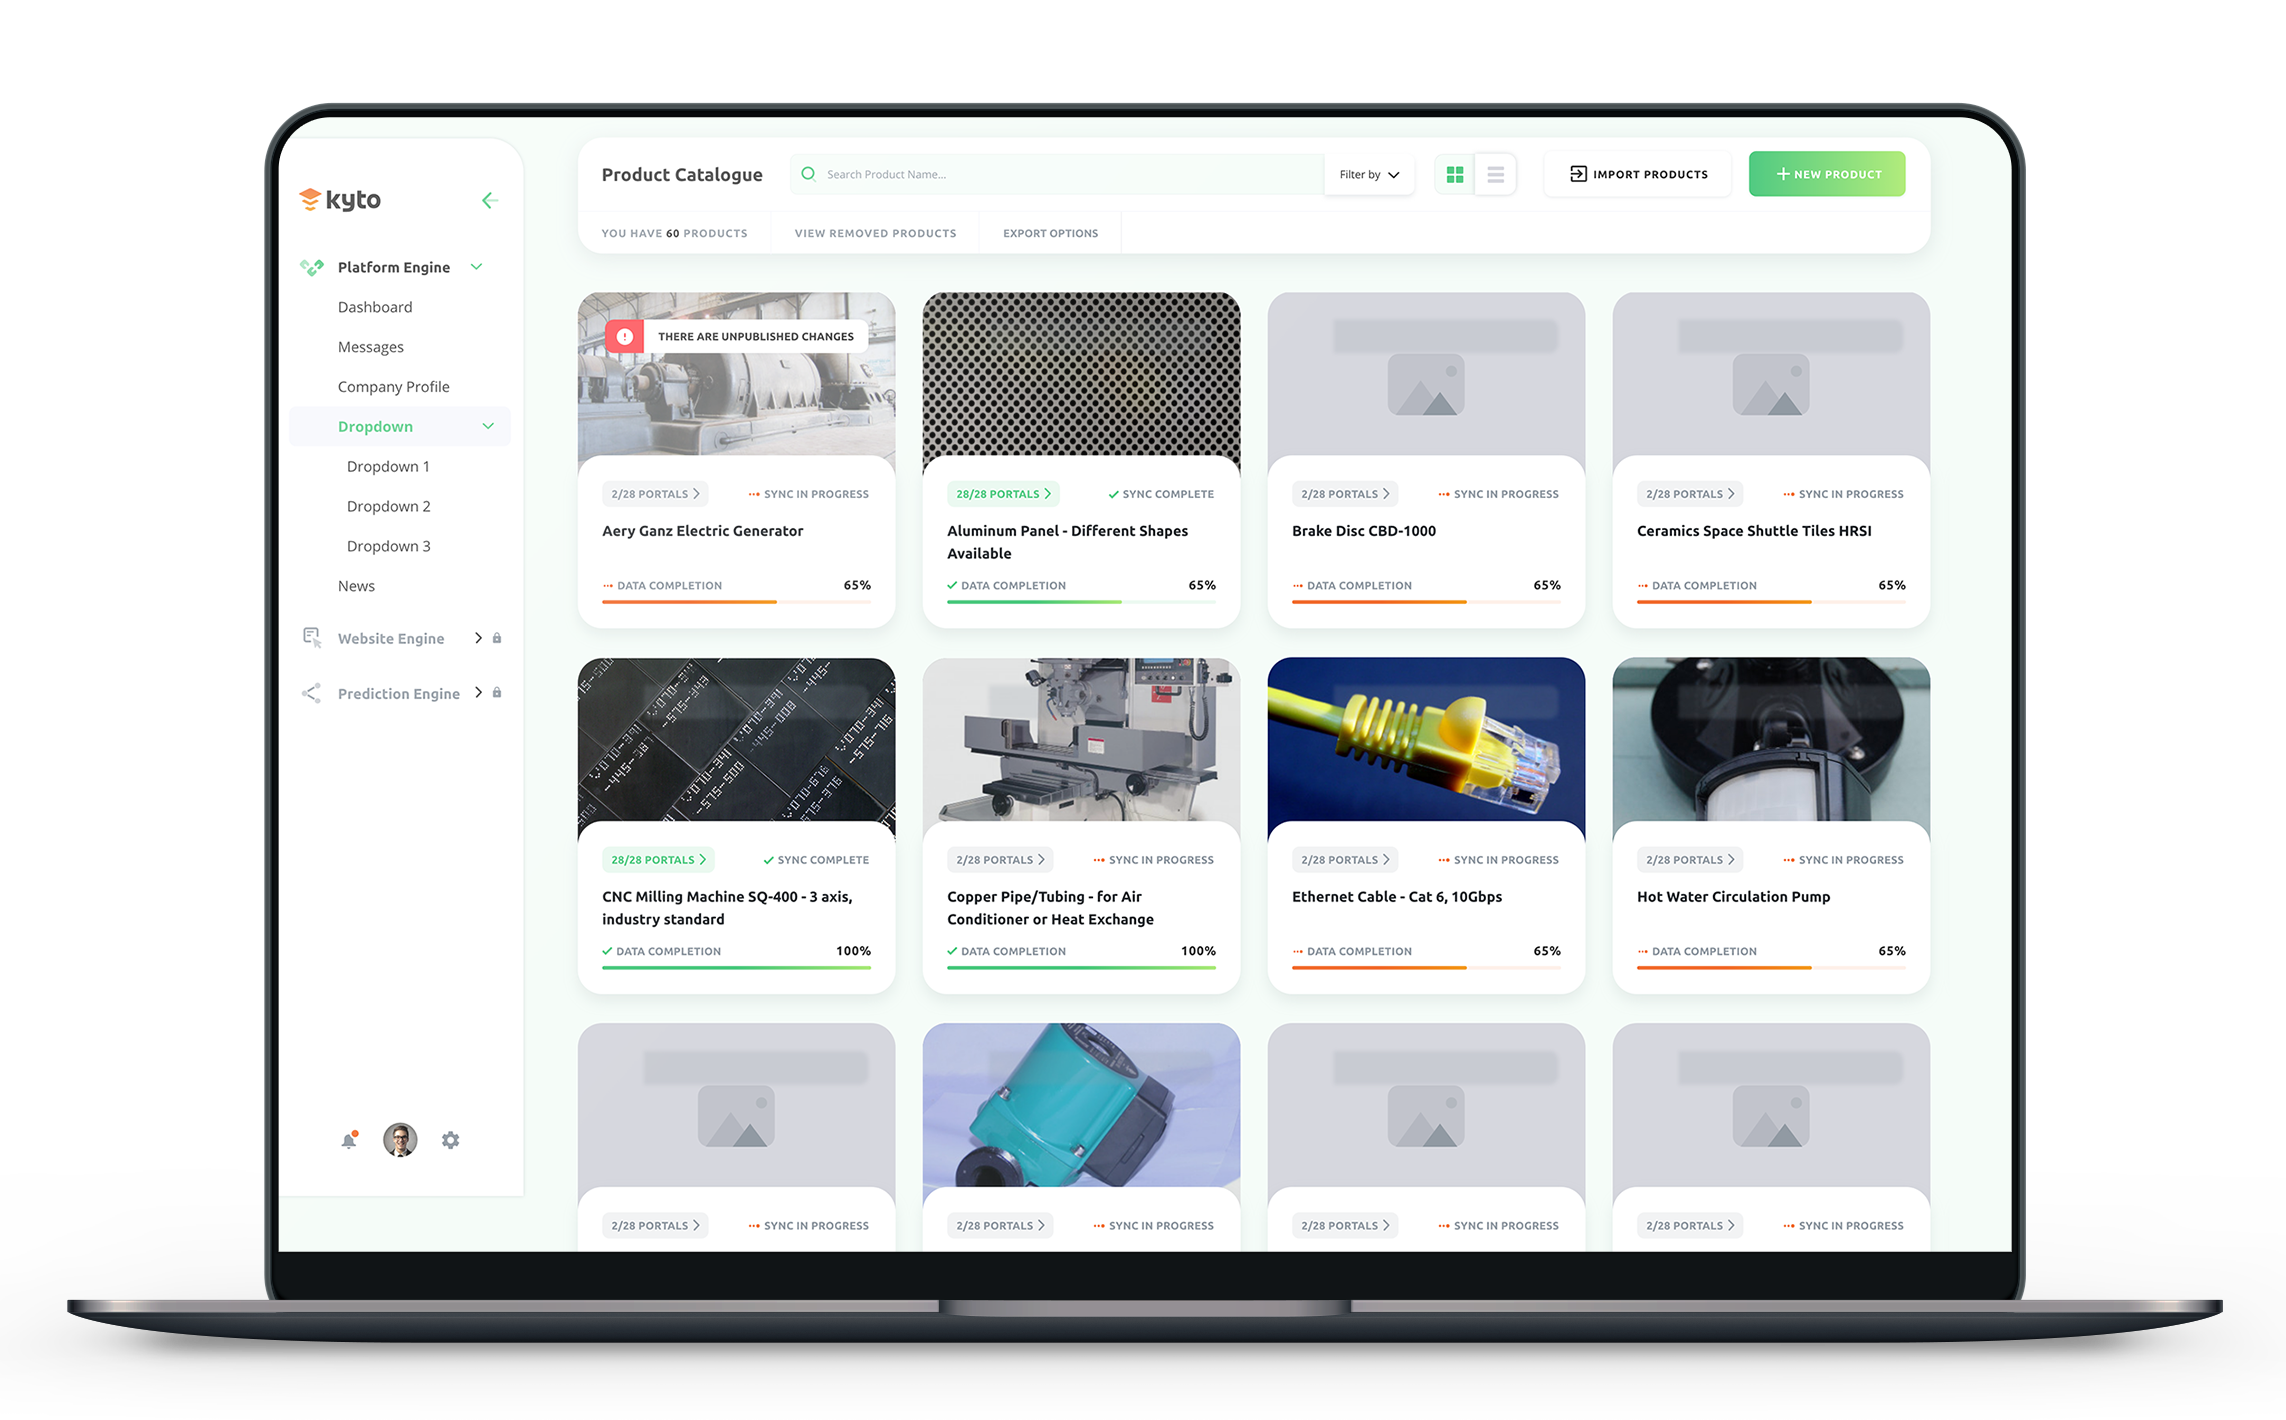 kyto
Platform Engine
Dashboard
Messages
Company Profile
Dropdown
Dropdown 1
Dropdown 2
Dropdown 3
News
Website Engine
Prediction Engine
Product Catalogue
Search Product Name...
Filter by
IMPORT PRODUCTS
NEW PRODUCT
YOU HAVE 60 PRODUCTS
VIEW REMOVED PRODUCTS
EXPORT OPTIONS
THERE ARE UNPUBLISHED CHANGES
2/28 PORTALS
SYNC IN PROGRESS
Aery Ganz Electric Generator
DATA COMPLETION
65%
28/28 PORTALS
SYNC COMPLETE
Aluminum Panel - Different Shapes
Available
DATA COMPLETION
65%
2/28 PORTALS
SYNC IN PROGRESS
Brake Disc CBD-1000
DATA COMPLETION
65%
2/28 PORTALS
SYNC IN PROGRESS
Ceramics Space Shuttle Tiles HRSI
DATA COMPLETION
65%
28/28 PORTALS
SYNC COMPLETE
CNC Milling Machine SQ-400 - 3 axis,
industry standard
DATA COMPLETION
100%
2/28 PORTALS
SYNC IN PROGRESS
Copper Pipe/Tubing - for Air
Conditioner or Heat Exchange
DATA COMPLETION
100%
2/28 PORTALS
SYNC IN PROGRESS
Ethernet Cable - Cat 6, 10Gbps
DATA COMPLETION
65%
2/28 PORTALS
SYNC IN PROGRESS
Hot Water Circulation Pump
DATA COMPLETION
65%
2/28 PORTALS
SYNC IN PROGRESS
2/28 PORTALS
SYNC IN PROGRESS
2/28 PORTALS
SYNC IN PROGRESS
2/28 PORTALS
SYNC IN PROGRESS